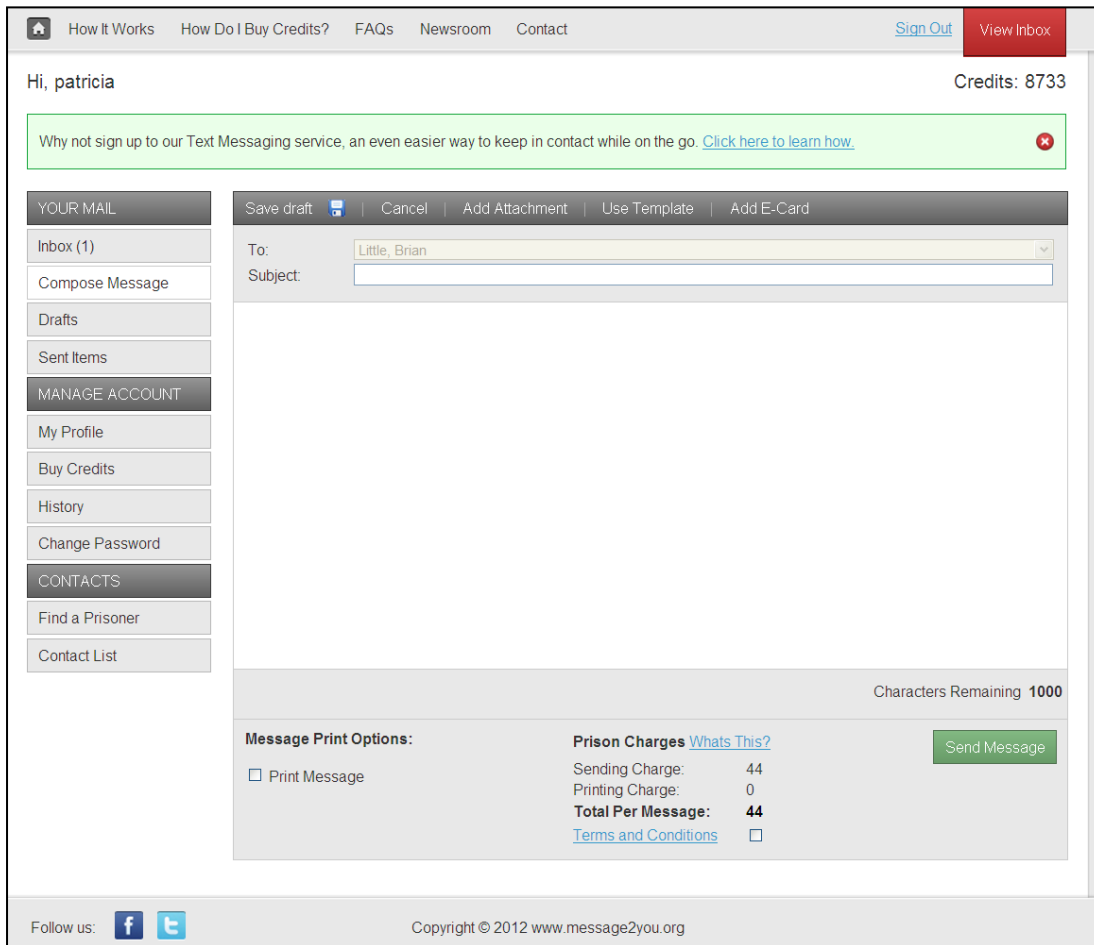 How It Works How Do I Buy Credits? FAQs Newsroom Contact Sign Out View Inbox
Hi, patricia Credits: 8733
Why not sign up to our Text Messaging service, an even easier way to keep in contact while on the go. Click here to learn how.
YOUR MAIL
Inbox (1)
Compose Message
Drafts
Sent Items
MANAGE ACCOUNT
My Profile
Buy Credits
History
Change Password
CONTACTS
Find a Prisoner
Contact List
Save draft | Cancel | Add Attachment | Use Template | Add E-Card
To: Little, Brian
Subject:
Characters Remaining 1000
Message Print Options:
Print Message
Prison Charges Whats This?
Sending Charge: 44
Printing Charge: 0
Total Per Message: 44
Terms and Conditions
Send Message
Follow us: Copyright © 2012 www.message2you.org